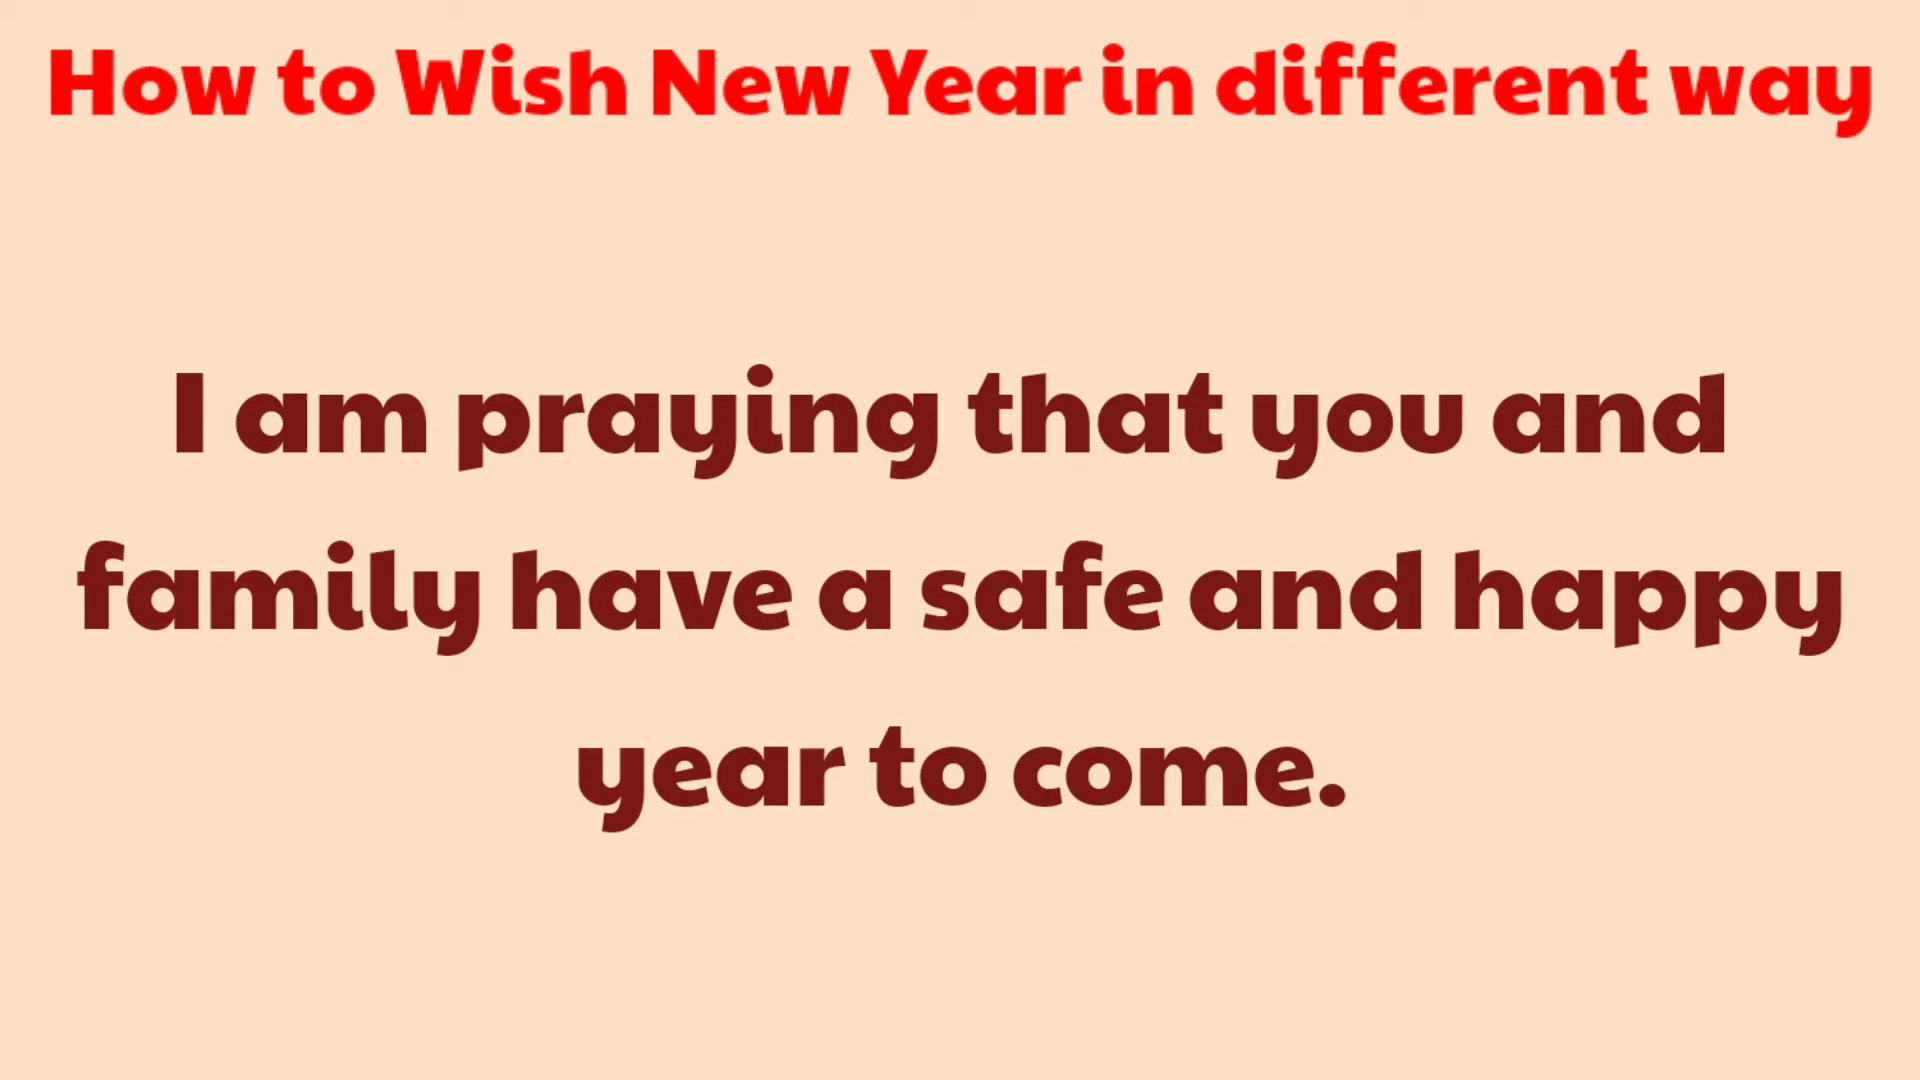 How to Wish New Year in different way
I am praying that you and
family have a safe and happy
year to come.